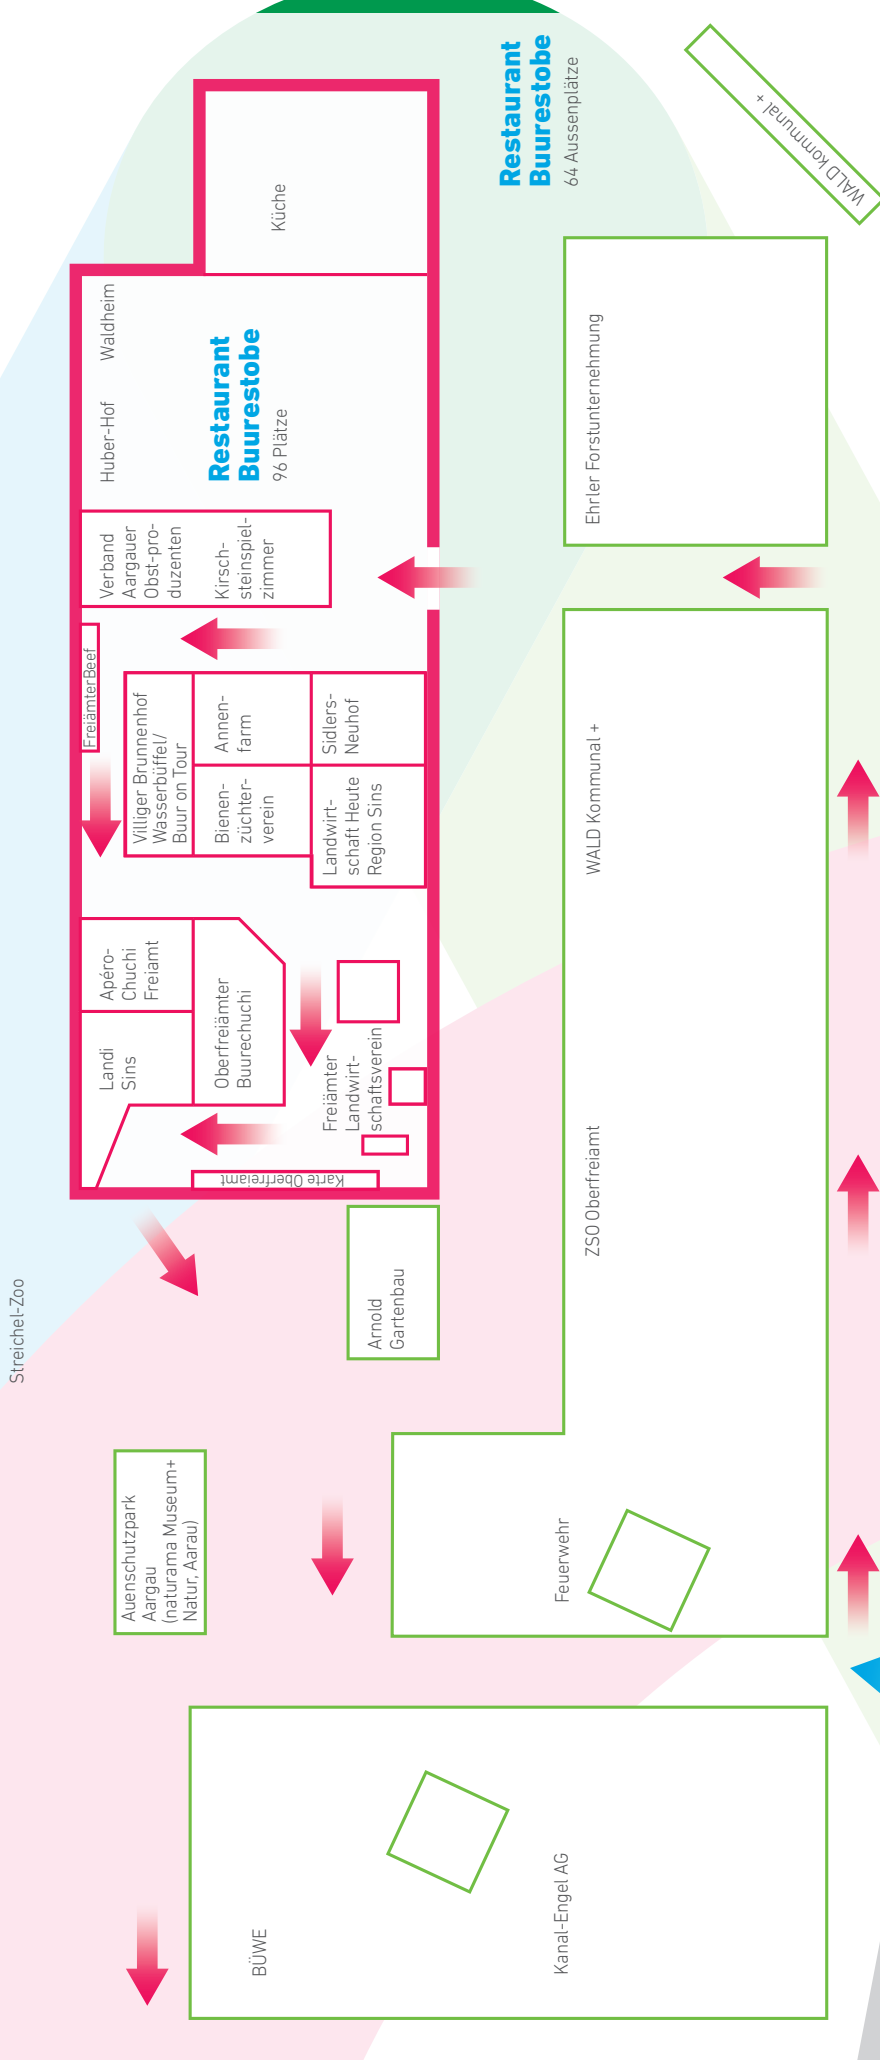 Restaurant
Buurestobe
64 Aussenplätze
WALD kommunal +
Küche
Waldheim
Huber-Hof
Restaurant
Buurestobe
96 Plätze
Ehrler Forstunternehmung
Verband
Aargauer
Obst-pro-
duzenten
Kirsch-
steinspiel-
zimmer
FreiämterBeef
Villiger Brunnenhof
Wasserbüffel/
Buur on Tour
Annen-
farm
Sidlers-
Neuhof
Bienen-
züchter-
verein
Landwirt-
schaft Heute
Region Sins
WALD Kommunal +
Apéro-
Chuchi
Freiamt
Landi
Sins
Oberfreiämter
Buurechuchi
Freiämter
Landwirt-
schaftsverein
Karte Oberfreiamt
ZSO Oberfreiamt
Streichel-Zoo
Arnold
Gartenbau
Auenschutzpark
Aargau
(naturama Museum+
Natur, Aarau)
Feuerwehr
BÜWE
Kanal-Engel AG